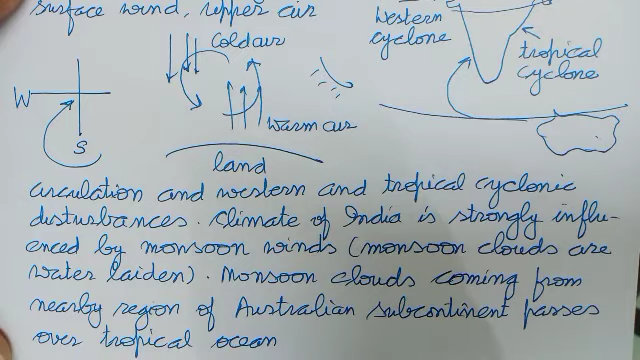 surface wind, upper air
Western
cyclone
cold air
tropical
cyclone
W
S
warm air
land
circulation and western and tropical cyclonic
disturbances. Climate of India is strongly influ-
enced by monsoon winds (monsoon clouds are
water laiden). Monsoon clouds coming from
nearby region of Australian subcontinent passes
over tropical ocean